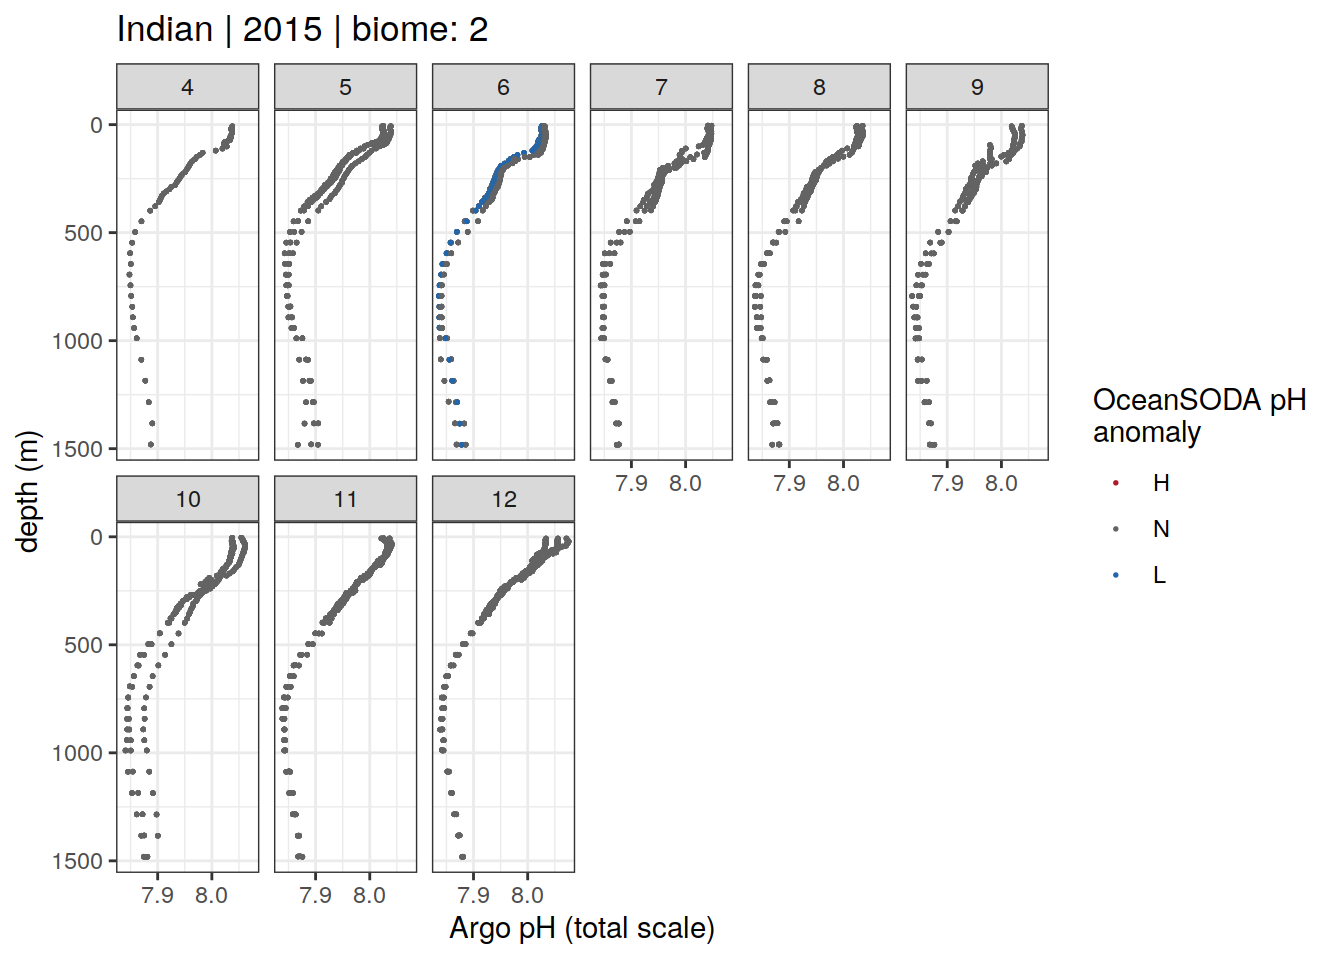 Indian | 2015 | biome: 2
4 5 6 7 8 9
0
500
1000
1500
7.9 8.0 7.9 8.0 7.9 8.0
10 11 12
0
500
1000
1500
7.9 8.0 7.9 8.0 7.9 8.0
Argo pH (total scale)
depth (m)
OceanSODA pH
anomaly
H
N
L